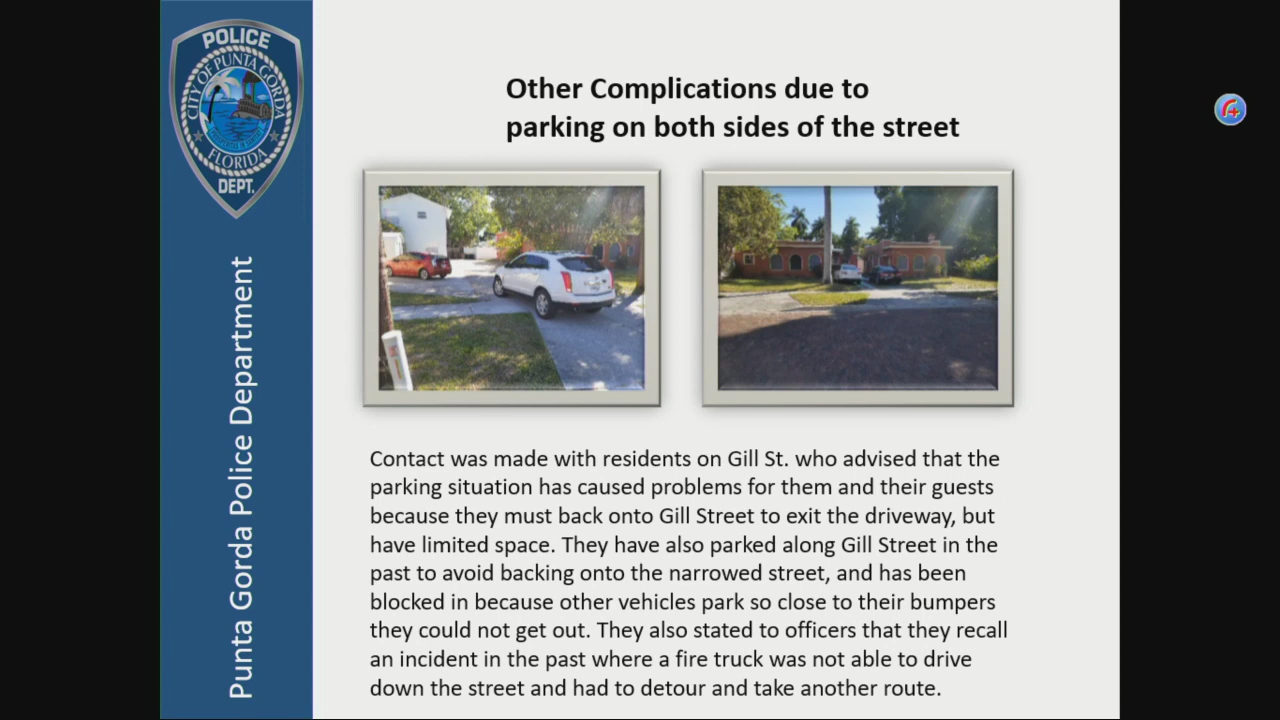 POLICE
CITY OF PUNTA GORDA
FLORIDA
DEPT.
Punta Gorda Police Department
Other Complications due to
parking on both sides of the street
Contact was made with residents on Gill St. who advised that the
parking situation has caused problems for them and their guests
because they must back onto Gill Street to exit the driveway, but
have limited space. They have also parked along Gill Street in the
past to avoid backing onto the narrowed street, and has been
blocked in because other vehicles park so close to their bumpers
they could not get out. They also stated to officers that they recall
an incident in the past where a fire truck was not able to drive
down the street and had to detour and take another route.